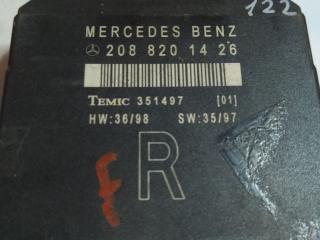 122
MERCEDES BENZ
208 820 14 26
TEMIC 351497 [01]
HW:36/98 SW:35/97
F
R